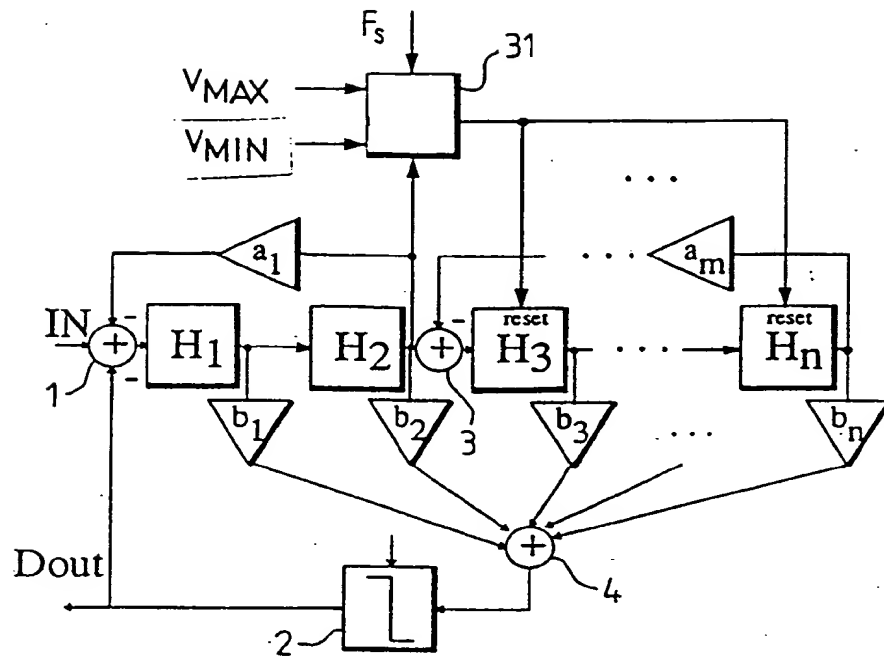 Fs 31
VMAX
VMIN
. . .
a1 . . . am
IN - + - H1 H2 + - reset H3 . . . reset Hn
1 3
b1 b2 b3 . . . bn
Dout + 4
2